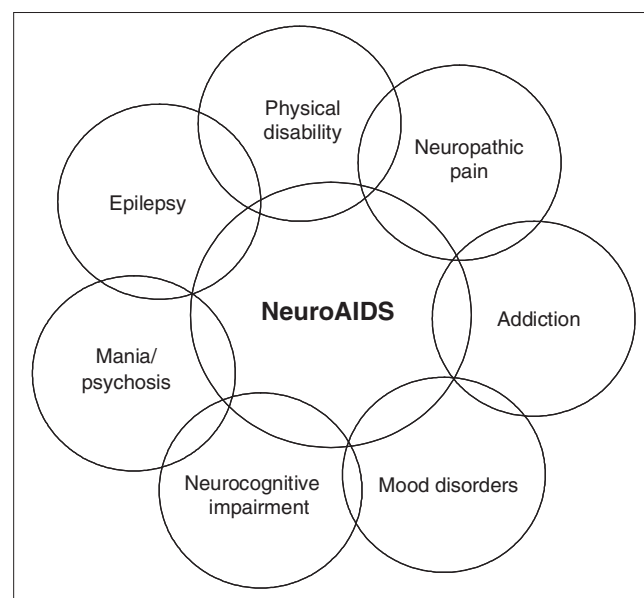 Physical
disability
Neuropathic
pain
Epilepsy
NeuroAIDS
Addiction
Mania/
psychosis
Neurocognitive
impairment
Mood disorders